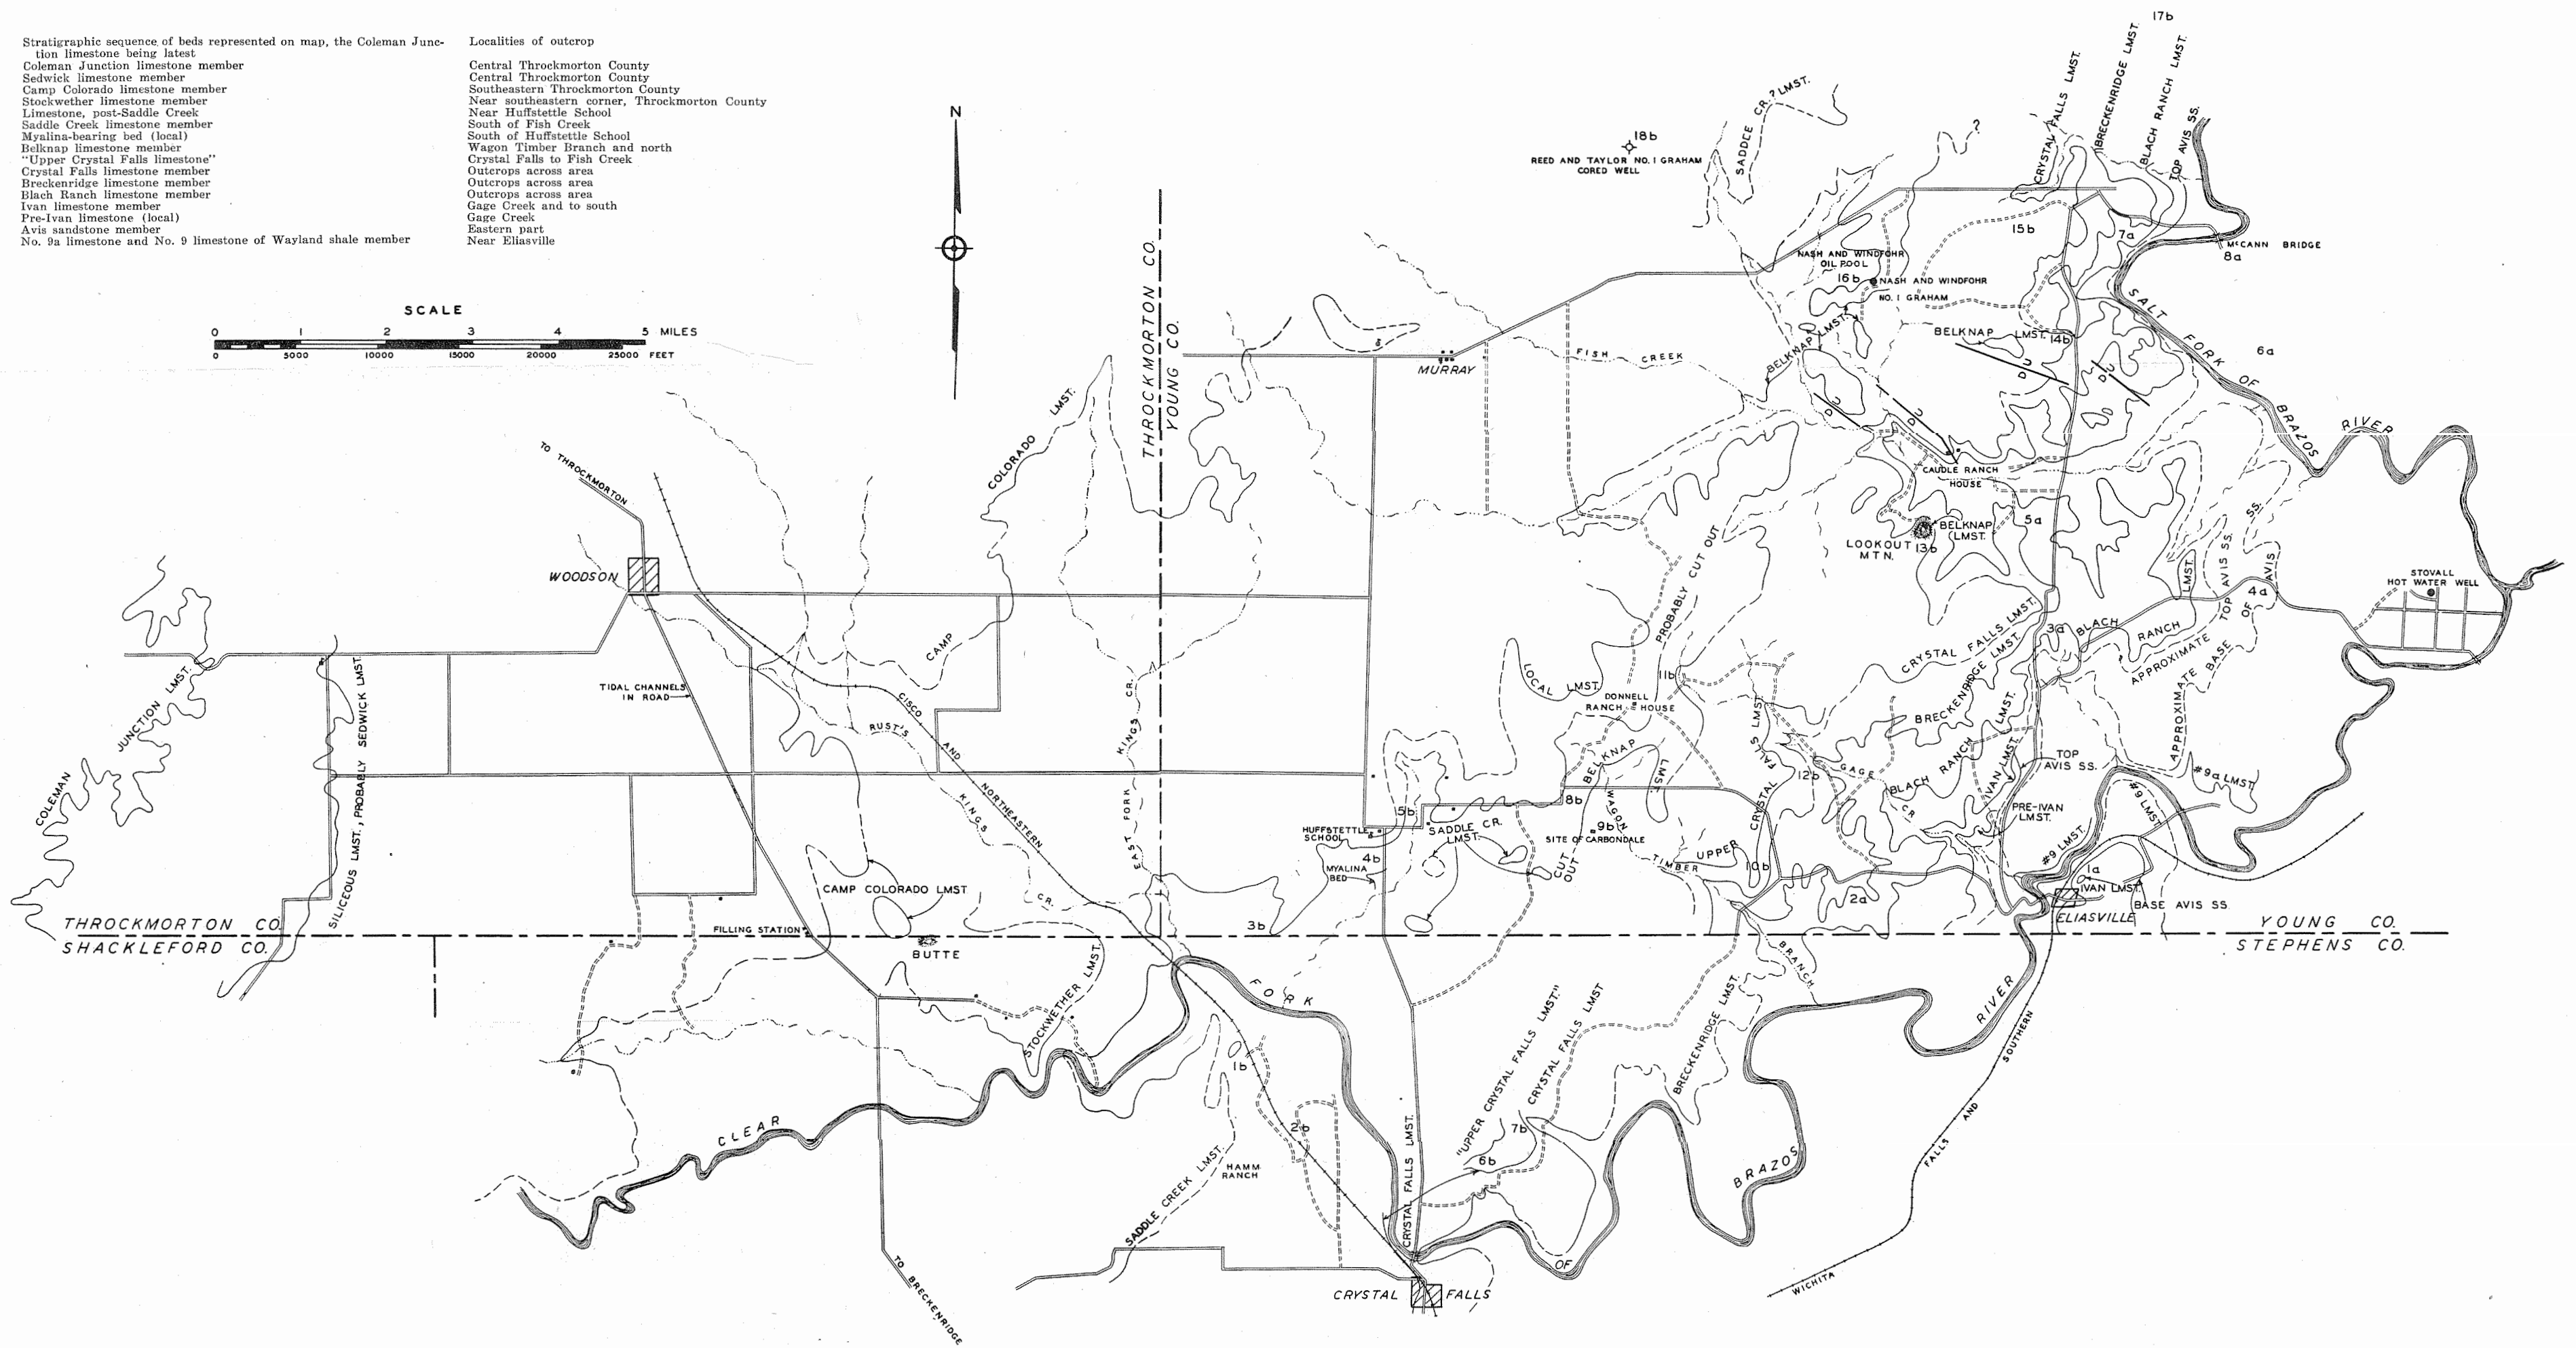 Stratigraphic sequence of beds represented on map, the Coleman Junc-
tion limestone being latest
Coleman Junction limestone member
Sedwick limestone member
Camp Colorado limestone member
Stockwether limestone member
Limestone, post-Saddle Creek
Saddle Creek limestone member
Myalina-bearing bed (local)
Belknap limestone member
"Upper Crystal Falls limestone"
Crystal Falls limestone member
Breckenridge limestone member
Blach Ranch limestone member
Ivan limestone member
Pre-Ivan limestone (local)
Avis sandstone member
No. 9a limestone and No. 9 limestone of Wayland shale member
Localities of outcrop
Central Throckmorton County
Central Throckmorton County
Southeastern Throckmorton County
Near southeastern corner, Throckmorton County
Near Huffstettle School
South of Fish Creek
South of Huffstettle School
Wagon Timber Branch and north
Crystal Falls to Fish Creek
Outcrops across area
Outcrops across area
Outcrops across area
Gage Creek and to south
Gage Creek
Eastern part
Near Eliasville
SCALE
0 1 2 3 4 5 MILES
0 5000 10000 15000 20000 25000 FEET
N
THROCKMORTON CO.
YOUNG CO.
17b
CRYSTAL FALLS LMST.
BRECKENRIDGE LMST.
BLACH RANCH LMST.
TOP AVIS SS.
SADDLE CR.? LMST.
18b
REED AND TAYLOR NO. 1 GRAHAM
CORED WELL
?
15b
7a
McCANN BRIDGE
8a
NASH AND WINDFOHR
OIL POOL
16b
NASH AND WINDFOHR
NO. 1 GRAHAM
SALT FORK OF BRAZOS RIVER
BELKNAP LMST.
14b
BELKNAP LMST.?
6a
U
D
U
D
U
D
U
D
FISH CREEK
MURRAY
CAUDLE RANCH
HOUSE
BELKNAP
LMST.
5a
LOOKOUT
MTN.
13b
PROBABLY CUT OUT
TO THROCKMORTON
WOODSON
COLORADO LMST.
CAMP
TIDAL CHANNELS
IN ROAD
CISCO AND NORTHEASTERN
RUST'S
KINGS CR.
EAST FORK KINGS CR.
COLEMAN JUNCTION LMST.
SILICEOUS LMST., PROBABLY SEDWICK LMST.
LOCAL LMST.
DONNELL
RANCH HOUSE
11b
CRYSTAL FALLS LMST.
BRECKENRIDGE LMST.
BLACH RANCH LMST.
3a
BLACH RANCH LMST.
APPROXIMATE TOP AVIS SS.
APPROXIMATE BASE OF AVIS SS.
4a
STOVALL
HOT WATER WELL
CRYSTAL FALLS LMST.
12b
GAGE CR.
IVAN LMST.
TOP
AVIS SS.
PRE-IVAN
LMST.
#9a LMST.
#9 LMST.
#9 LMST.
1a
IVAN LMST.
BASE AVIS SS.
ELIASVILLE
BELKNAP LMST.
8b
9b
SITE OF CARBONDALE
WAGON TIMBER BRANCH
UPPER
10b
2a
5b
HUFFSTETTLE
SCHOOL
4b
MYALINA
BED
SADDLE CR.
LMST.
CUT
OUT
3b
CAMP COLORADO LMST
FILLING STATION
BUTTE
STOCKWETHER LMST.
THROCKMORTON CO.
SHACKLEFORD CO.
YOUNG CO.
STEPHENS CO.
CLEAR FORK OF BRAZOS RIVER
1b
2b
HAMM
RANCH
SADDLE CREEK LMST.
CRYSTAL FALLS LMST.
"UPPER CRYSTAL FALLS LMST."
CRYSTAL FALLS LMST
BRECKENRIDGE LMST.
7b
6b
WICHITA FALLS AND SOUTHERN
TO BRECKENRIDGE
CRYSTAL FALLS